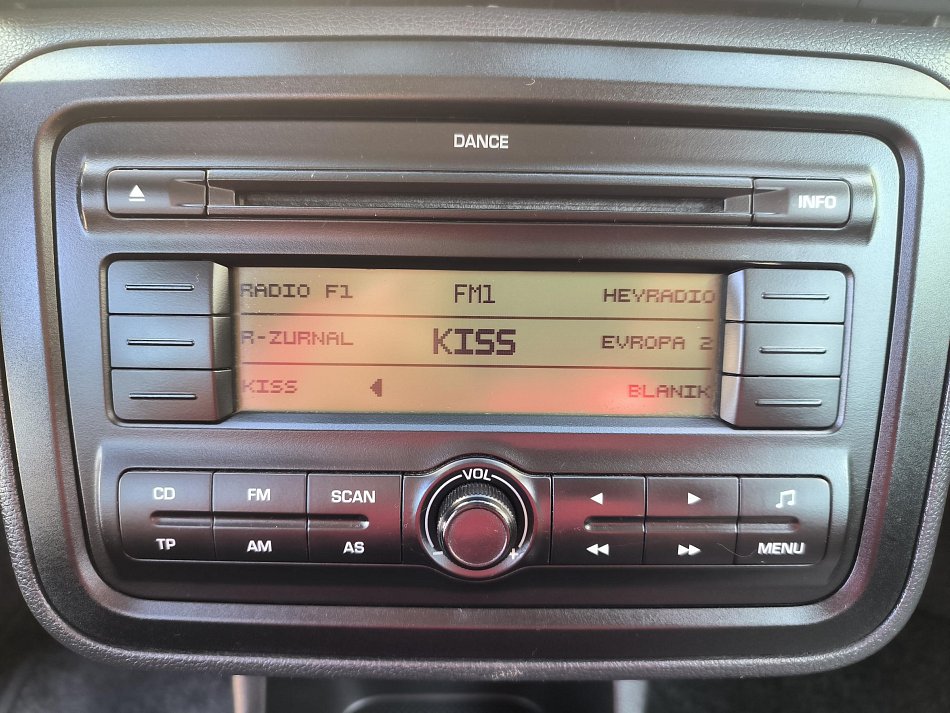 DANCE
INFO
RADIO F1 FM1 HEYRADIO
R-ZURNAL KISS EVROPA 2
KISS BLANIK
VOL
CD FM SCAN
TP AM AS MENU